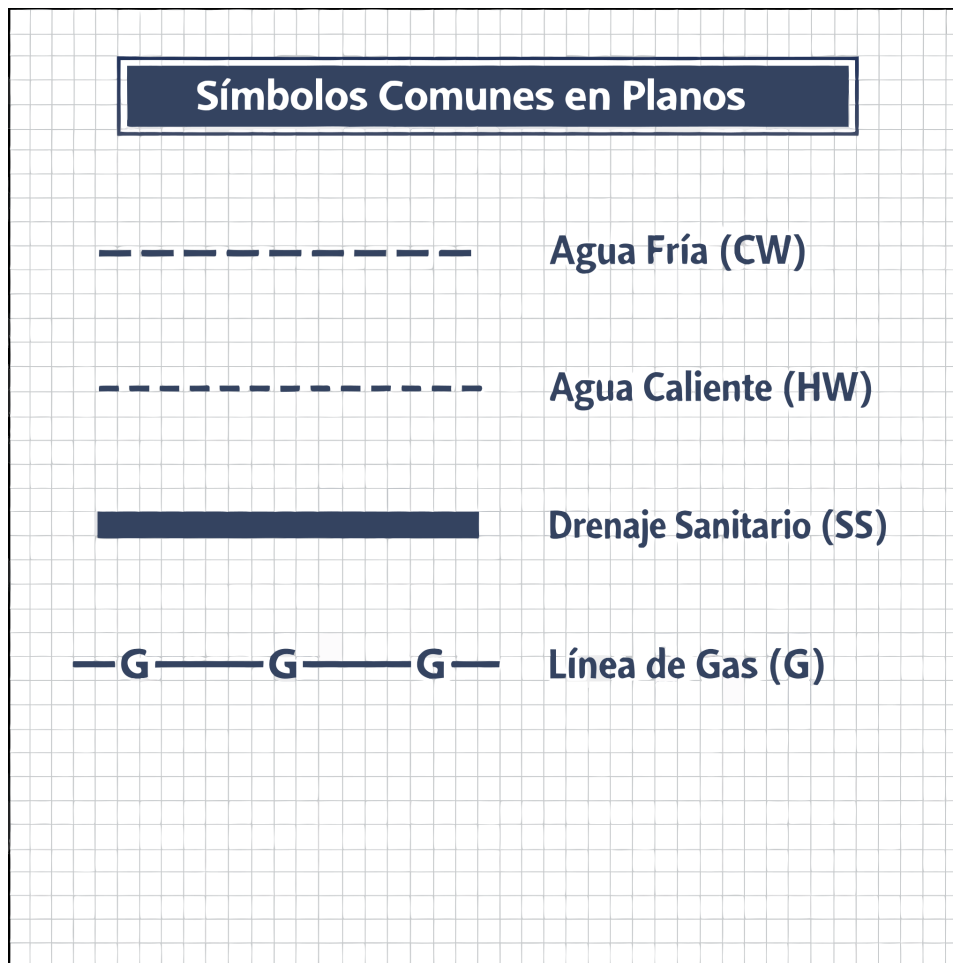 Símbolos Comunes en Planos
Agua Fría (CW)
Agua Caliente (HW)
Drenaje Sanitario (SS)
G G G Línea de Gas (G)